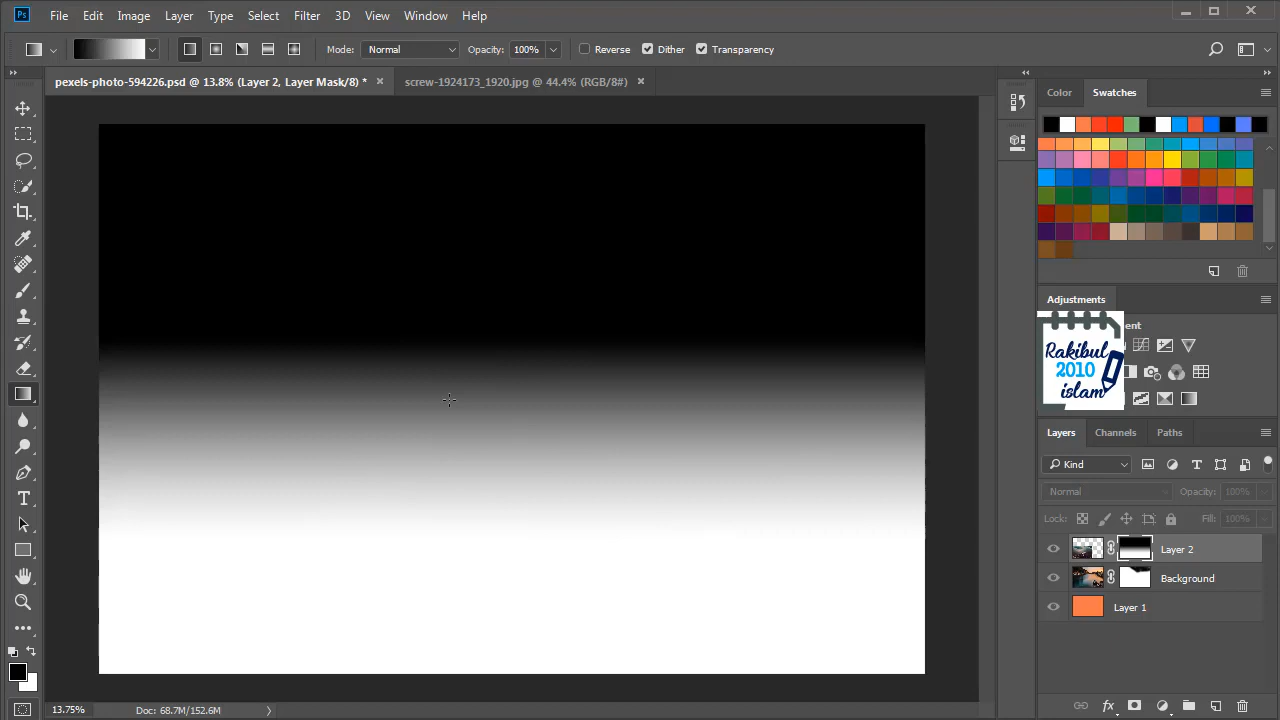 Ps File Edit Image Layer Type Select Filter 3D View Window Help
Mode: Normal Opacity: 100% Reverse Dither Transparency
pexels-photo-594226.psd @ 13.8% (Layer 2, Layer Mask/8) * screw-1924173_1920.jpg @ 44.4% (RGB/8#)
Color Swatches
Adjustments
Rakibul
2010
islam
Layers Channels Paths
Kind
Normal Opacity: 100%
Lock: Fill: 100%
Layer 2
Background
Layer 1
fx
13.75% Doc: 68.7M/152.6M